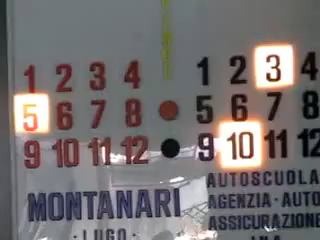 1 2 3 4 1 2 3 4
5 6 7 8 5 6 7 8
9 10 11 12 9 10 11 12
MONTANARI
· LUGO ·
AUTOSCUOLA
AGENZIA - AUTO
ASSICURAZIONE